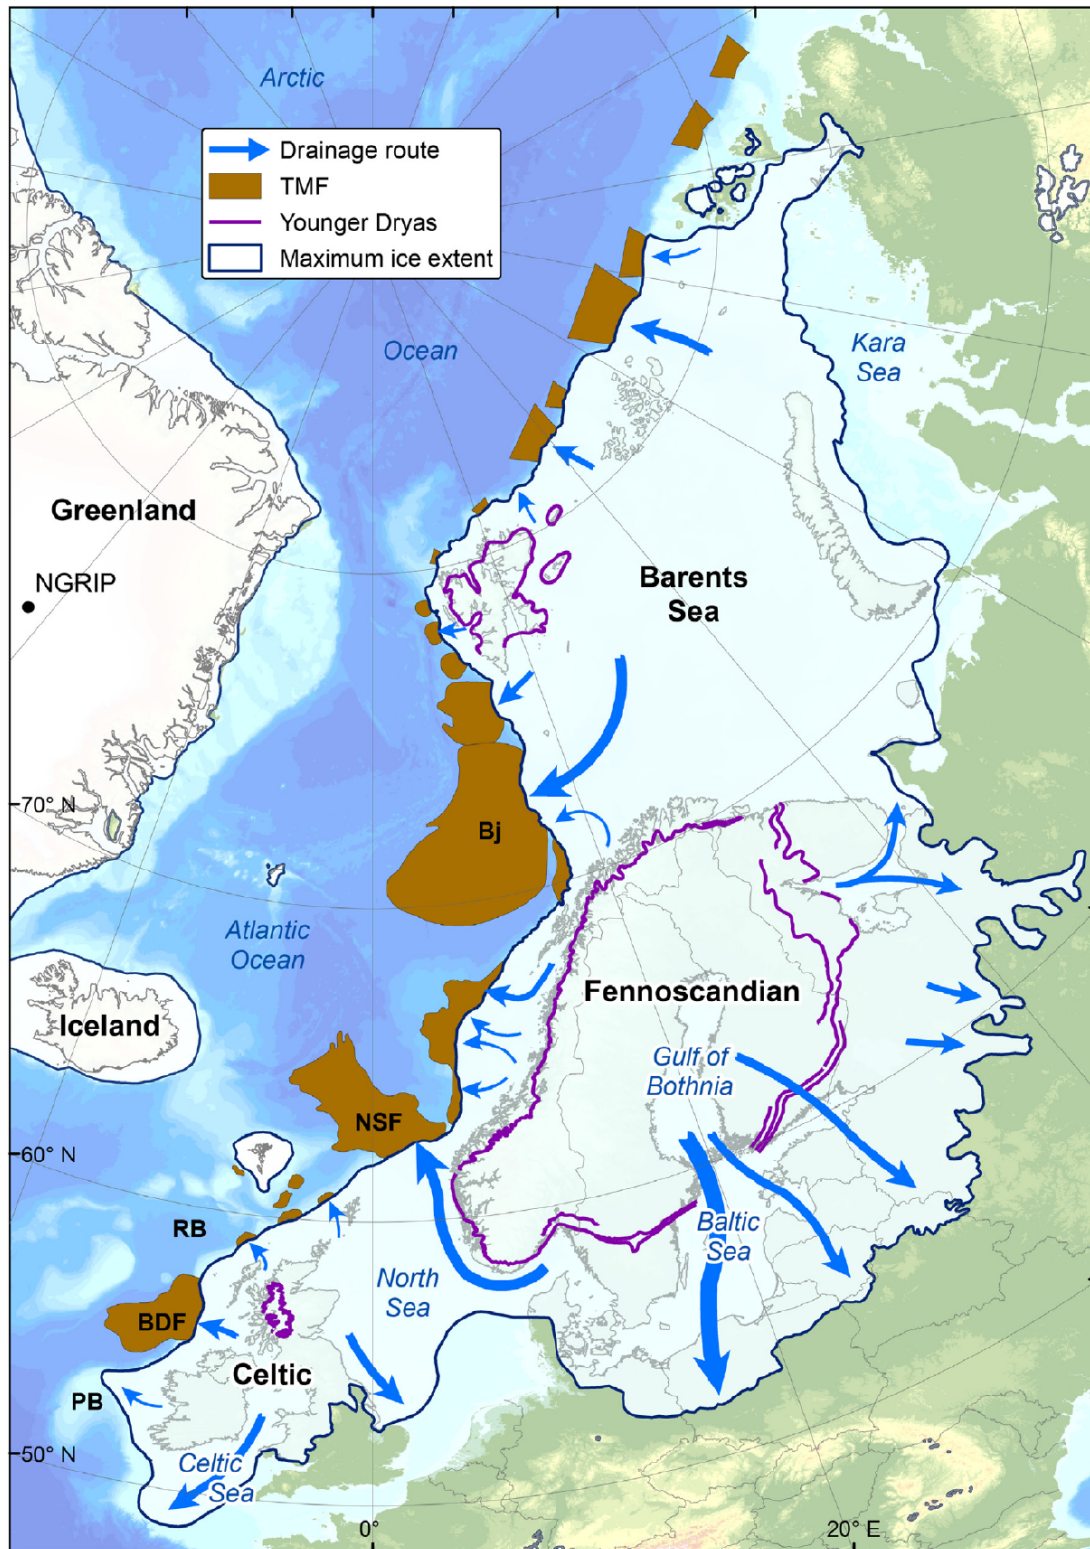 Arctic
Drainage route
TMF
Younger Dryas
Maximum ice extent
Ocean
Kara
Sea
Greenland
NGRIP
Barents
Sea
70° N
Bj
Atlantic
Ocean
Fennoscandian
Iceland
Gulf of
Bothnia
NSF
60° N
RB
Baltic
Sea
North
Sea
BDF
Celtic
PB
50° N
Celtic
Sea
0°
20° E